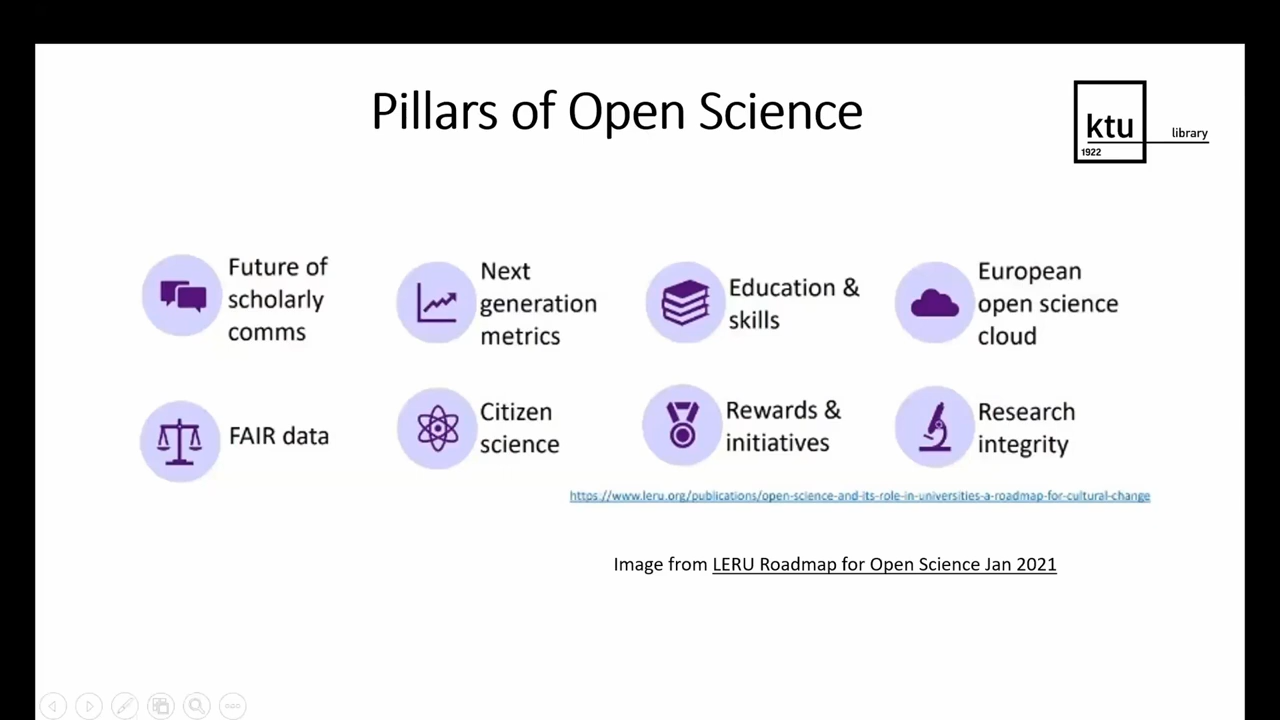 Pillars of Open Science
ktu
library
1922
Future of
scholarly
comms
Next
generation
metrics
Education &
skills
European
open science
cloud
FAIR data
Citizen
science
Rewards &
initiatives
Research
integrity
https://www.leru.org/publications/open-science-and-its-role-in-universities-a-roadmap-for-cultural-change
Image from LERU Roadmap for Open Science Jan 2021